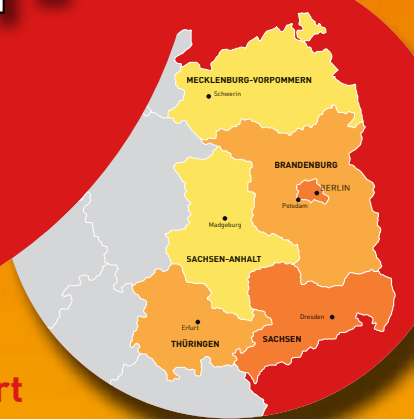 MECKLENBURG-VORPOMMERN
Schwerin
BRANDENBURG
BERLIN
Potsdam
Madgeburg
SACHSEN-ANHALT
Dresden
Erfurt
SACHSEN
THÜRINGEN
rt